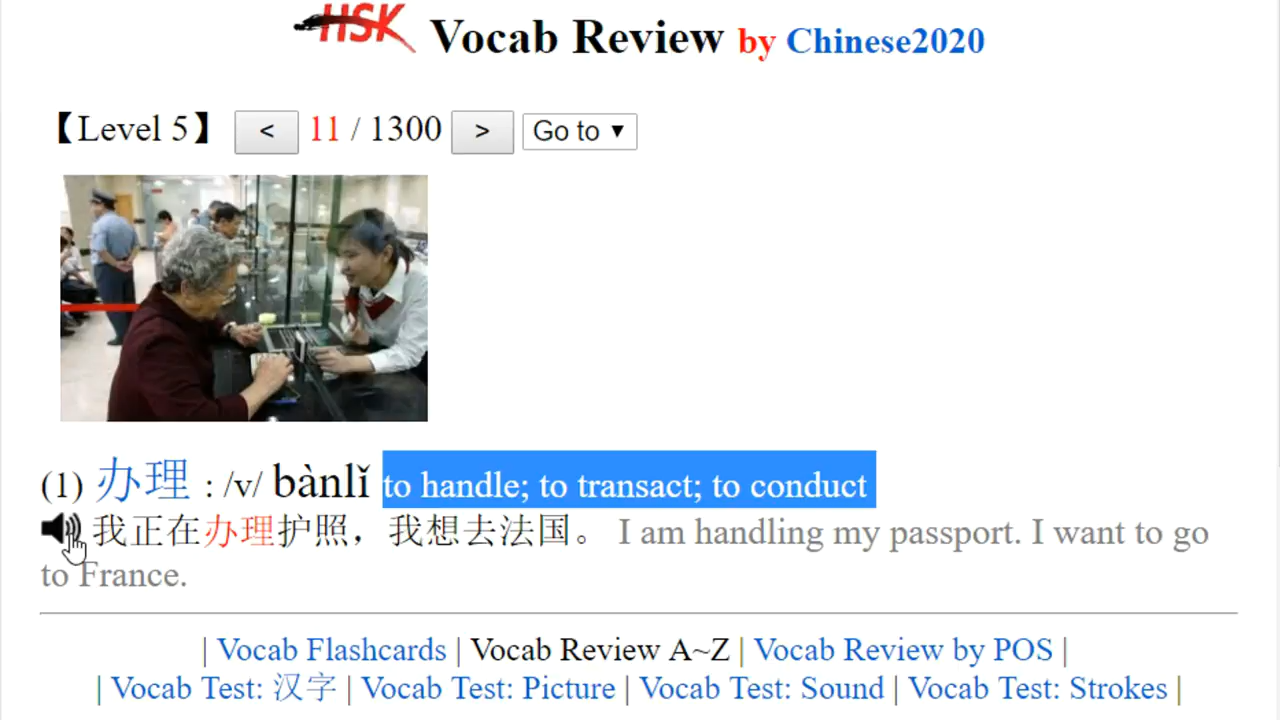 HSK Vocab Review by Chinese2020
【Level 5】 < 11 / 1300 > Go to ▼
(1) 办理 : /v/ bànlǐ to handle; to transact; to conduct
我正在办理护照，我想去法国。 I am handling my passport. I want to go
to France.
| Vocab Flashcards | Vocab Review A~Z | Vocab Review by POS |
| Vocab Test: 汉字 | Vocab Test: Picture | Vocab Test: Sound | Vocab Test: Strokes |